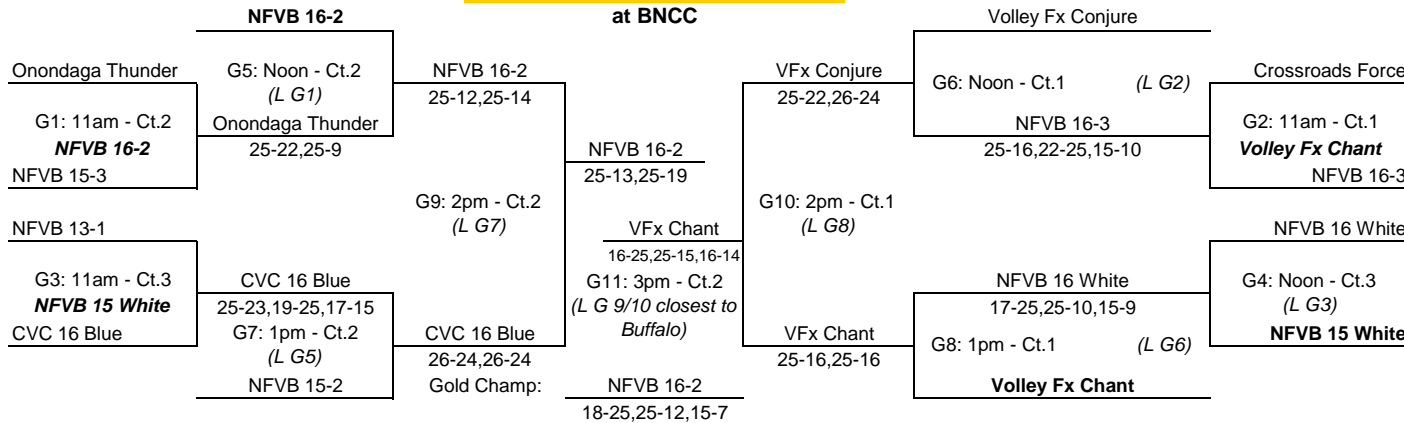 NFVB 16-2
at BNCC
Volley Fx Conjure
Onondaga Thunder
G5: Noon - Ct.2
NFVB 16-2
VFx Conjure
G6: Noon - Ct.1
(L G2)
Crossroads Force
(L G1)
25-12,25-14
25-22,26-24
G1: 11am - Ct.2
Onondaga Thunder
NFVB 16-3
G2: 11am - Ct.1
NFVB 16-2
25-22,25-9
NFVB 16-2
25-16,22-25,15-10
Volley Fx Chant
NFVB 15-3
25-13,25-19
NFVB 16-3
G9: 2pm - Ct.2
G10: 2pm - Ct.1
NFVB 13-1
(L G7)
VFx Chant
(L G8)
NFVB 16 White
16-25,25-15,16-14
G3: 11am - Ct.3
CVC 16 Blue
G11: 3pm - Ct.2
NFVB 16 White
G4: Noon - Ct.3
NFVB 15 White
25-23,19-25,17-15
(L G 9/10 closest to
17-25,25-10,15-9
(L G3)
CVC 16 Blue
G7: 1pm - Ct.2
CVC 16 Blue
Buffalo)
VFx Chant
G8: 1pm - Ct.1
(L G6)
NFVB 15 White
(L G5)
26-24,26-24
25-16,25-16
NFVB 15-2
Gold Champ:
NFVB 16-2
Volley Fx Chant
18-25,25-12,15-7